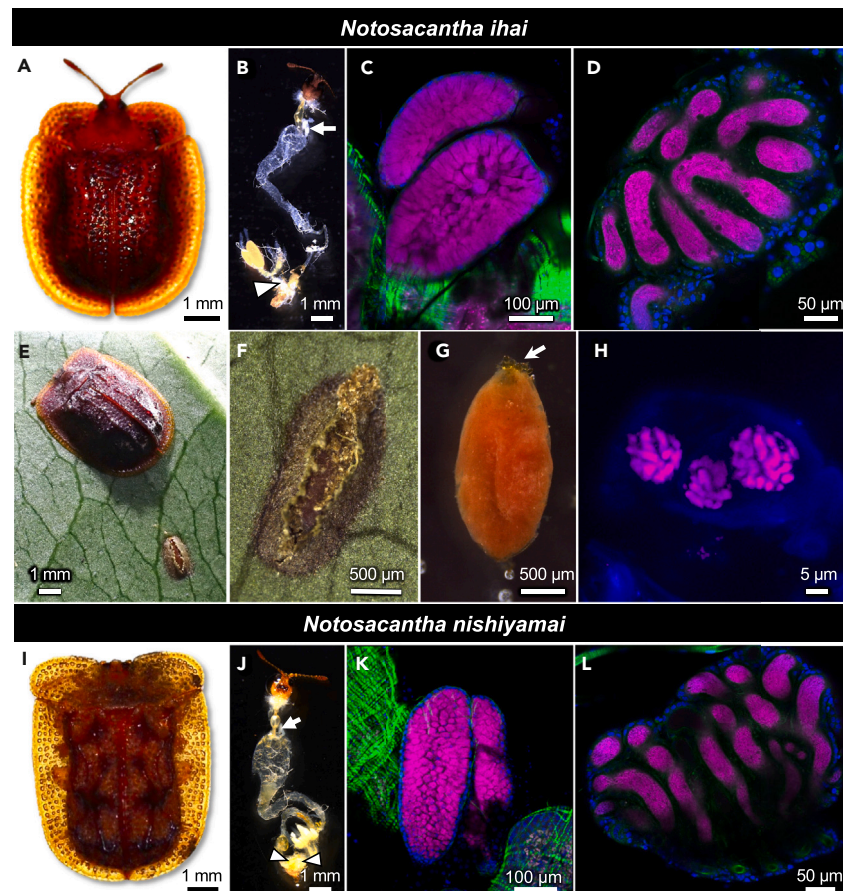 Notosacantha ihai
A B C D
1 mm 1 mm 100 µm 50 µm
E F G H
1 mm 500 µm 500 µm 5 µm
Notosacantha nishiyamai
I J K L
1 mm 1 mm 100 µm 50 µm